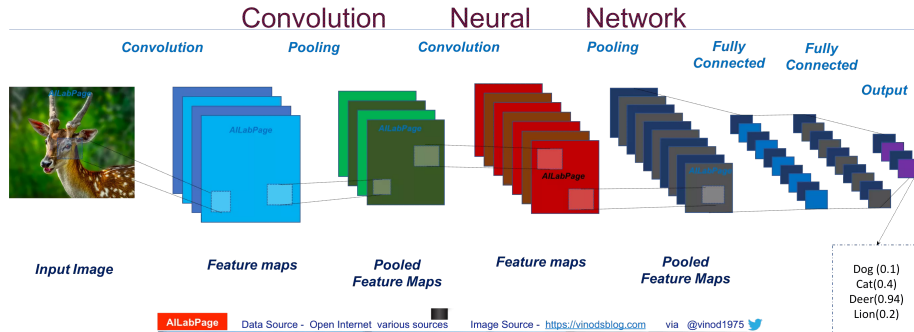 Convolution Neural Network
Convolution Pooling Convolution Pooling Fully Connected Fully Connected Output
AILabPage
AILabPage
AILabPage
AILabPage
AILabPage
Input Image
Feature maps
Pooled
Feature Maps
Feature maps
Pooled
Feature Maps
Dog (0.1)
Cat(0.4)
Deer(0.94)
Lion(0.2)
AILabPage Data Source - Open Internet various sources Image Source - https://vinodsblog.com via @vinod1975